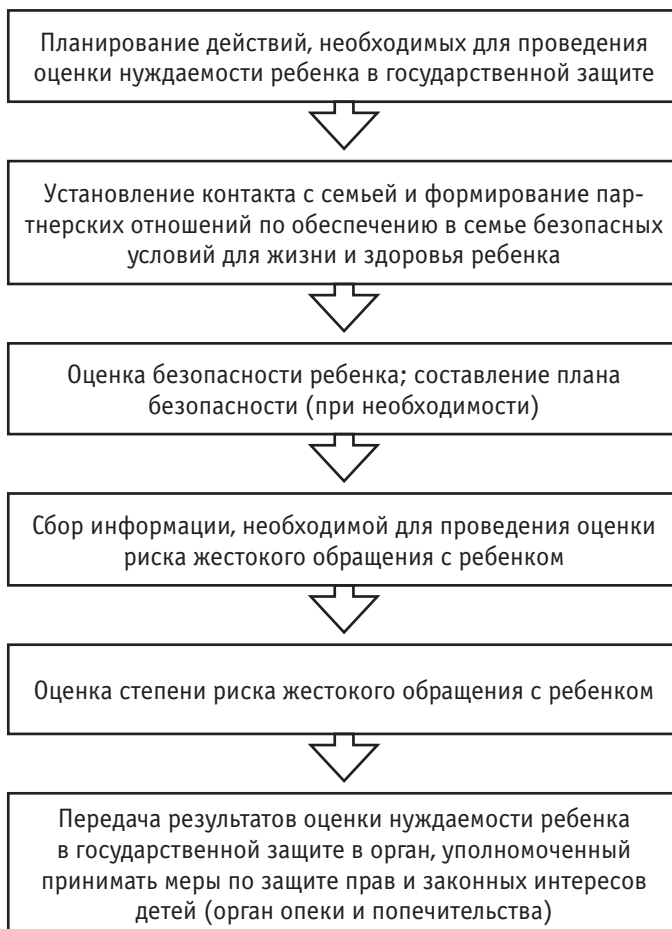 Планирование действий, необходимых для проведения
оценки нуждаемости ребенка в государственной защите
Установление контакта с семьей и формирование пар-
тнерских отношений по обеспечению в семье безопасных
условий для жизни и здоровья ребенка
Оценка безопасности ребенка; составление плана
безопасности (при необходимости)
Сбор информации, необходимой для проведения оценки
риска жестокого обращения с ребенком
Оценка степени риска жестокого обращения с ребенком
Передача результатов оценки нуждаемости ребенка
в государственной защите в орган, уполномоченный
принимать меры по защите прав и законных интересов
детей (орган опеки и попечительства)